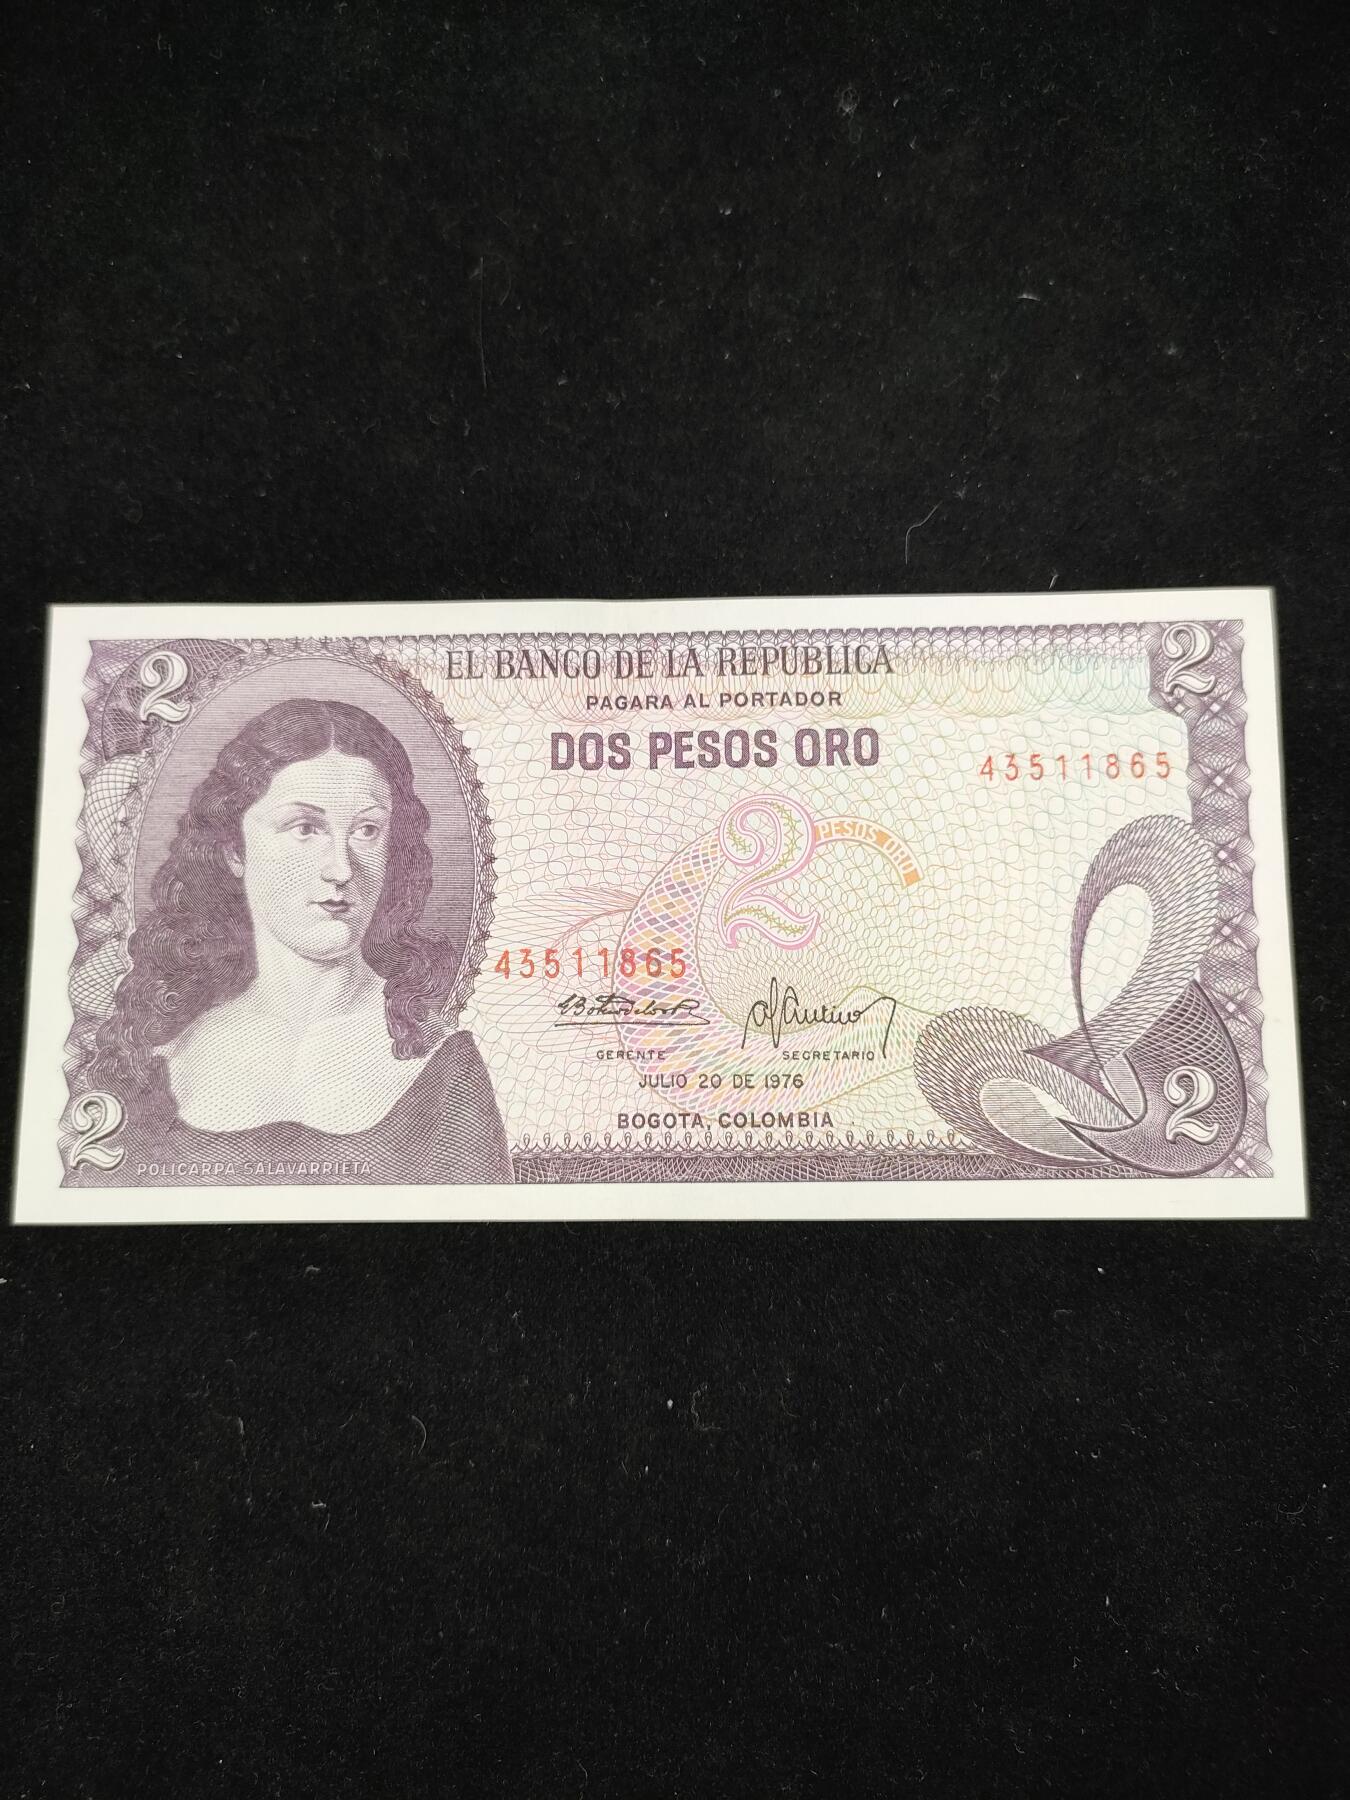 2
EL BANCO DE LA REPUBLICA
2
PAGARA AL PORTADOR
DOS PESOS ORO
43511865
2 PESOS ORO
43511865
GERENTE
SECRETARIO
JULIO 20 DE 1976
BOGOTA, COLOMBIA
2
2
POLICARPA SALAVARRIETA